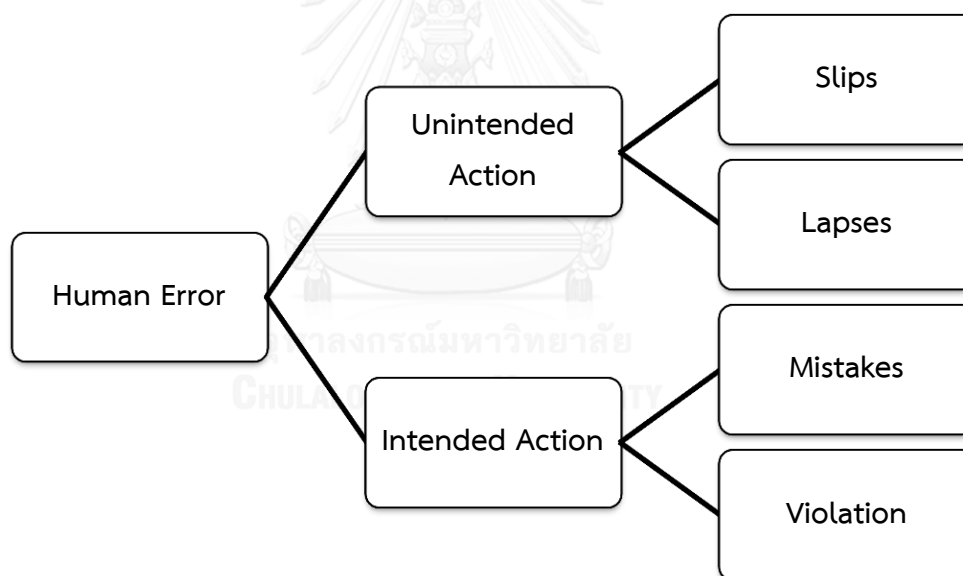 Slips
Unintended
Action
Lapses
Human Error
Mistakes
Intended Action
Violation